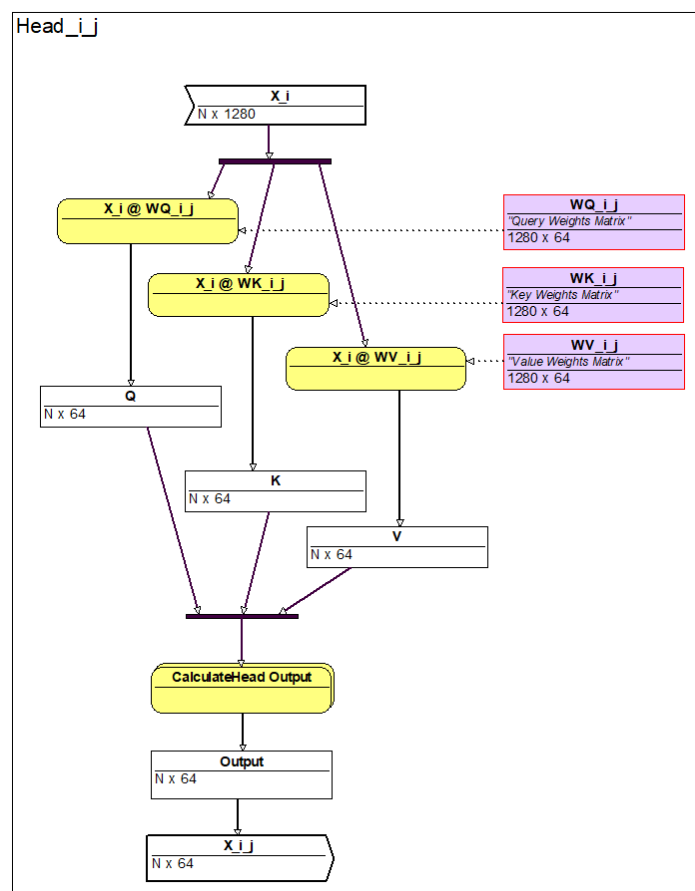 Head_i_j
X_i
N x 1280
X_i @ WQ_i_j
WQ_i_j
"Query Weights Matrix"
1280 x 64
X_i @ WK_i_j
WK_i_j
"Key Weights Matrix"
1280 x 64
X_i @ WV_i_j
WV_i_j
"Value Weights Matrix"
1280 x 64
Q
N x 64
K
N x 64
V
N x 64
CalculateHead Output
Output
N x 64
X_i_j
N x 64